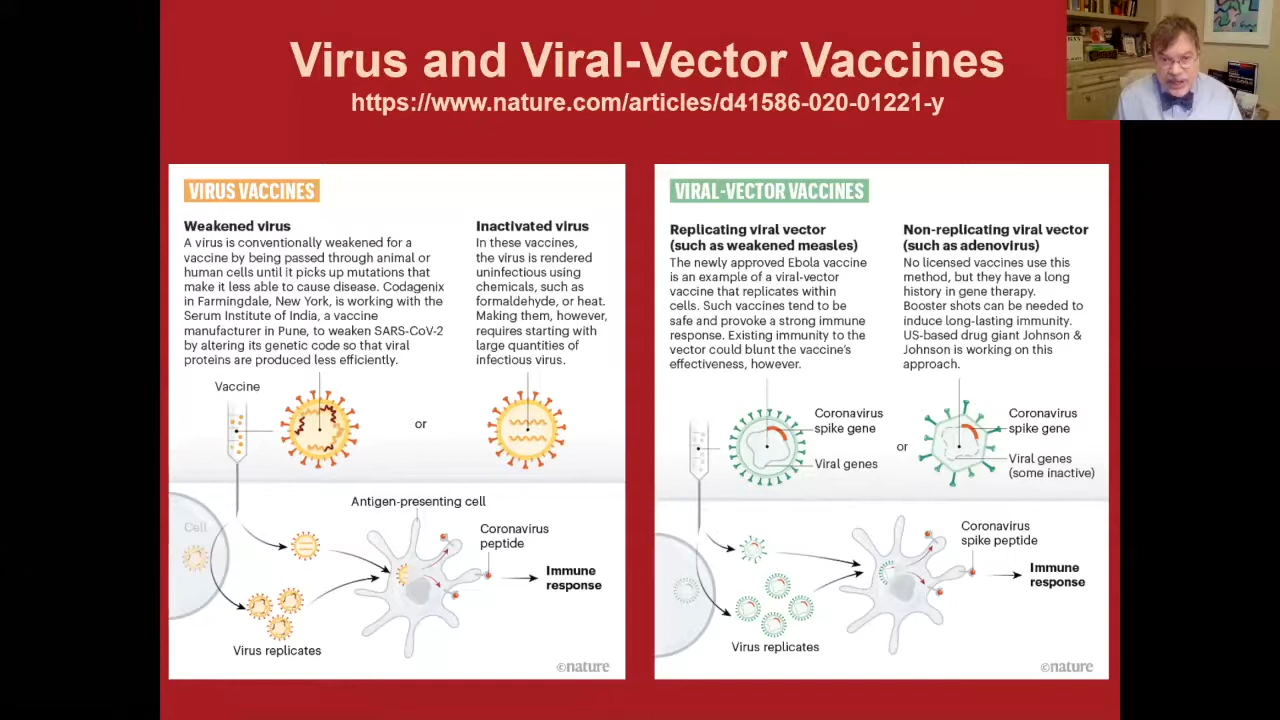 Virus and Viral-Vector Vaccines
https://www.nature.com/articles/d41586-020-01221-y
VIRUS VACCINES
Weakened virus
A virus is conventionally weakened for a
vaccine by being passed through animal or
human cells until it picks up mutations that
make it less able to cause disease. Codagenix
in Farmingdale, New York, is working with the
Serum Institute of India, a vaccine
manufacturer in Pune, to weaken SARS-CoV-2
by altering its genetic code so that viral
proteins are produced less efficiently.
Inactivated virus
In these vaccines,
the virus is rendered
uninfectious using
chemicals, such as
formaldehyde, or heat.
Making them, however,
requires starting with
large quantities of
infectious virus.
Vaccine
or
Antigen-presenting cell
Cell
Coronavirus
peptide
Immune
response
Virus replicates
©nature
VIRAL-VECTOR VACCINES
Replicating viral vector
(such as weakened measles)
The newly approved Ebola vaccine
is an example of a viral-vector
vaccine that replicates within
cells. Such vaccines tend to be
safe and provoke a strong immune
response. Existing immunity to the
vector could blunt the vaccine's
effectiveness, however.
Non-replicating viral vector
(such as adenovirus)
No licensed vaccines use this
method, but they have a long
history in gene therapy.
Booster shots can be needed to
induce long-lasting immunity.
US-based drug giant Johnson &
Johnson is working on this
approach.
Coronavirus
spike gene
Viral genes
or
Coronavirus
spike gene
Viral genes
(some inactive)
Coronavirus
spike peptide
Immune
response
Virus replicates
©nature